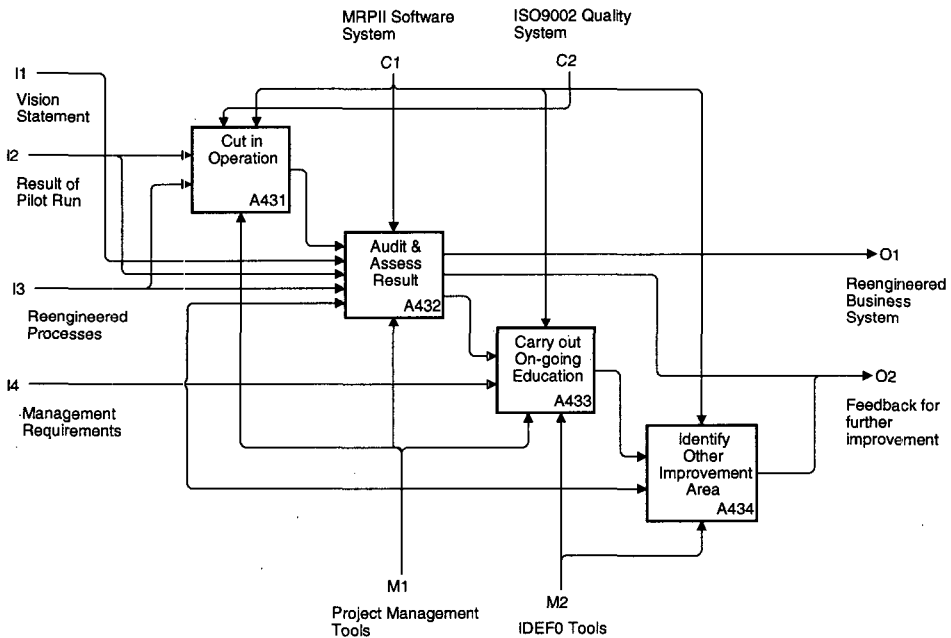 MRPII Software
System
C1
ISO9002 Quality
System
C2
I1
Vision
Statement
I2
Result of
Pilot Run
I3
Reengineered
Processes
I4
Management
Requirements
Cut in
Operation
A431
Audit &
Assess
Result
A432
Carry out
On-going
Education
A433
Identify
Other
Improvement
Area
A434
O1
Reengineered
Business
System
O2
Feedback for
further
improvement
M1
Project Management
Tools
M2
IDEF0 Tools